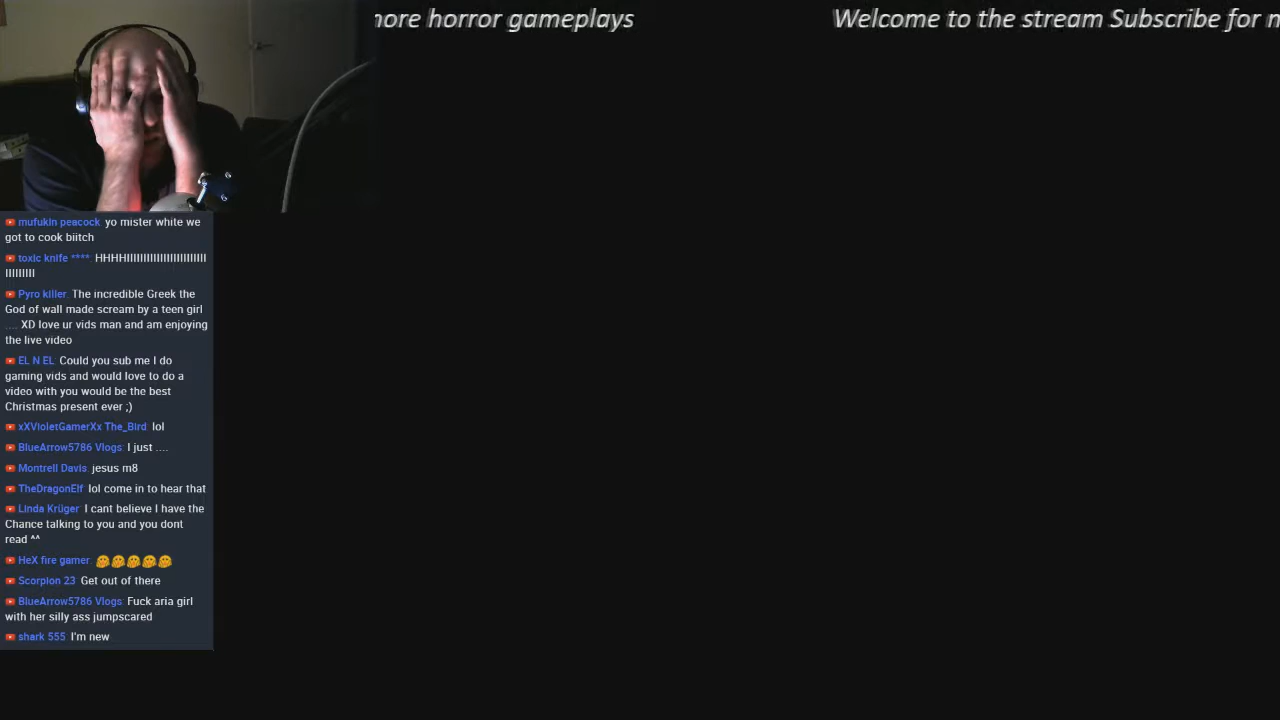 more horror gameplays
Welcome to the stream Subscribe for
mufukin peacock yo mister white we
got to cook biitch
toxic knife **** HHHHIIIIIIIIIIIIIIIIIIIIIIII
IIIIIIIII
Pyro killer: The incredible Greek the
God of wall made scream by a teen girl
.... XD love ur vids man and am enjoying
the live video
EL N EL Could you sub me I do
gaming vids and would love to do a
video with you would be the best
Christmas present ever ;)
xXVioletGamerXx The_Bird: lol
BlueArrow5786 Vlogs: I just ....
Montrell Davis: jesus m8
TheDragonElf lol come in to hear that
Linda Krüger: I cant believe I have the
Chance talking to you and you dont
read ^^
HeX fire gamer: 🤗🤗🤗🤗🤗
Scorpion 23 Get out of there
BlueArrow5786 Vlogs: Fuck aria girl
with her silly ass jumpscared
shark 555 I'm new